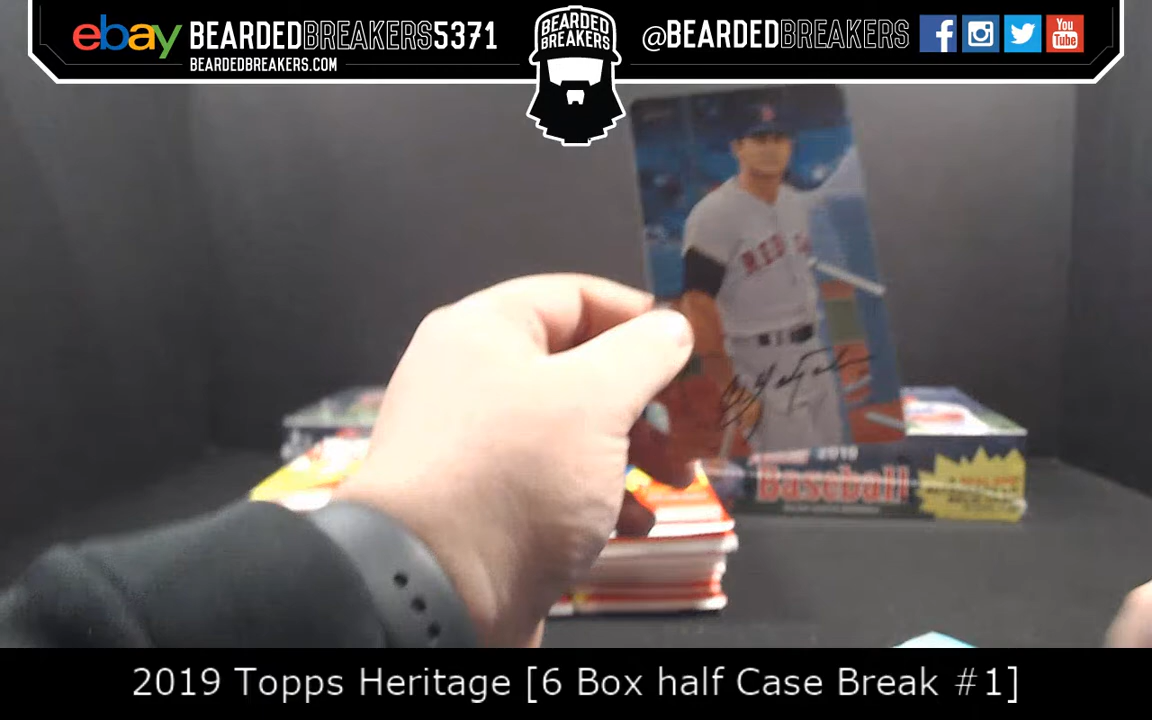 ebay BEARDEDBREAKERS5371
BEARDEDBREAKERS.COM
BEARDED
BREAKERS
@BEARDEDBREAKERS
You
Tube
B
RED
2019
Baseball
2019 Topps Heritage [6 Box half Case Break #1]